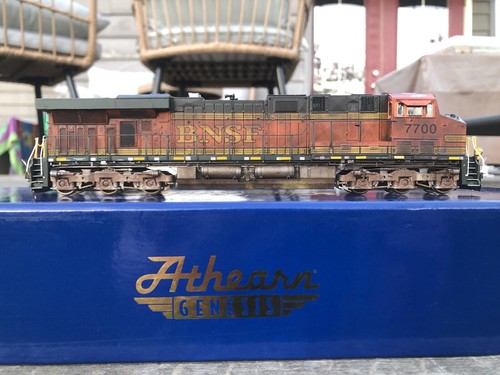 BNSF
7700
Athearn
GENESIS